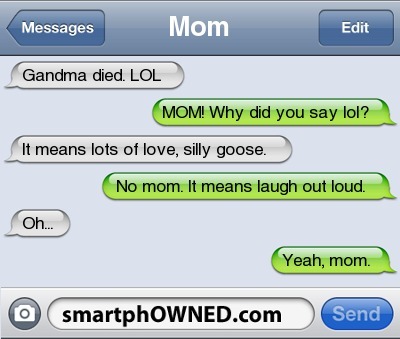 Messages
Mom
Edit
Gandma died. LOL
MOM! Why did you say lol?
It means lots of love, silly goose.
No mom. It means laugh out loud.
Oh...
Yeah, mom.
smartphOWNED.com
Send